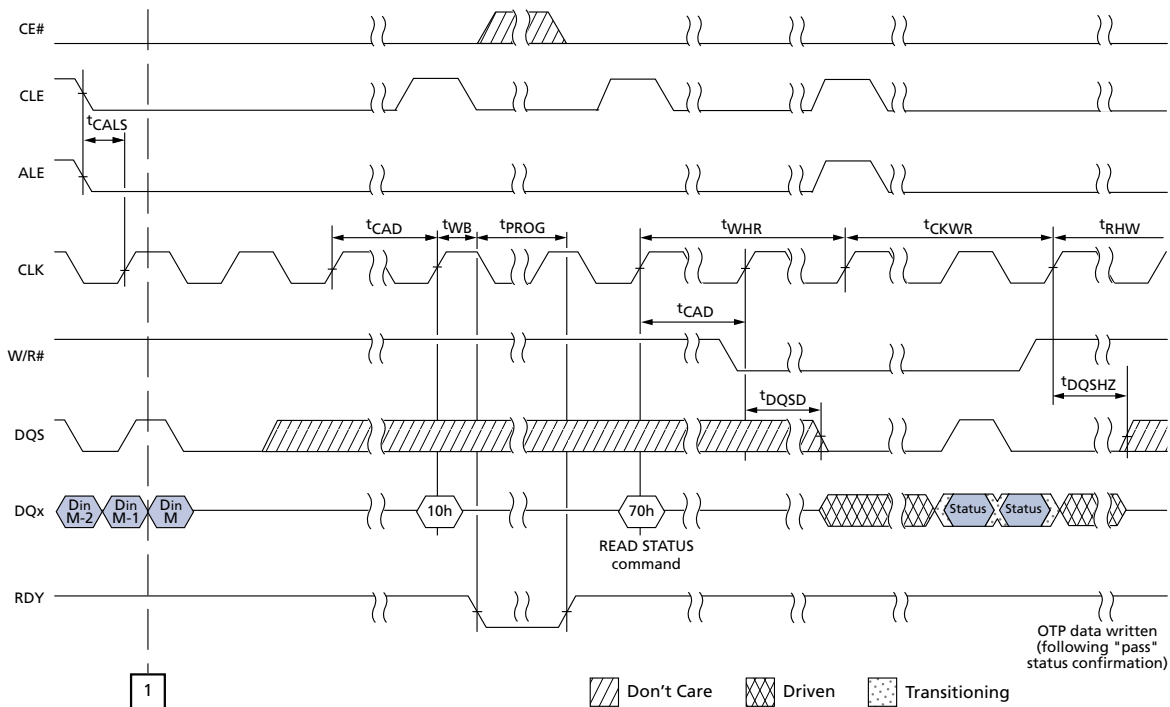 CE#
CLE
tCALS
ALE
tCAD
tWB
tPROG
tWHR
tCKWR
tRHW
CLK
tCAD
W/R#
tDQSD
tDQSHZ
DQS
DQx
Din
M-2
Din
M-1
Din
M
10h
70h
Status
Status
READ STATUS
command
RDY
OTP data written
(following "pass"
status confirmation)
1
Don't Care
Driven
Transitioning